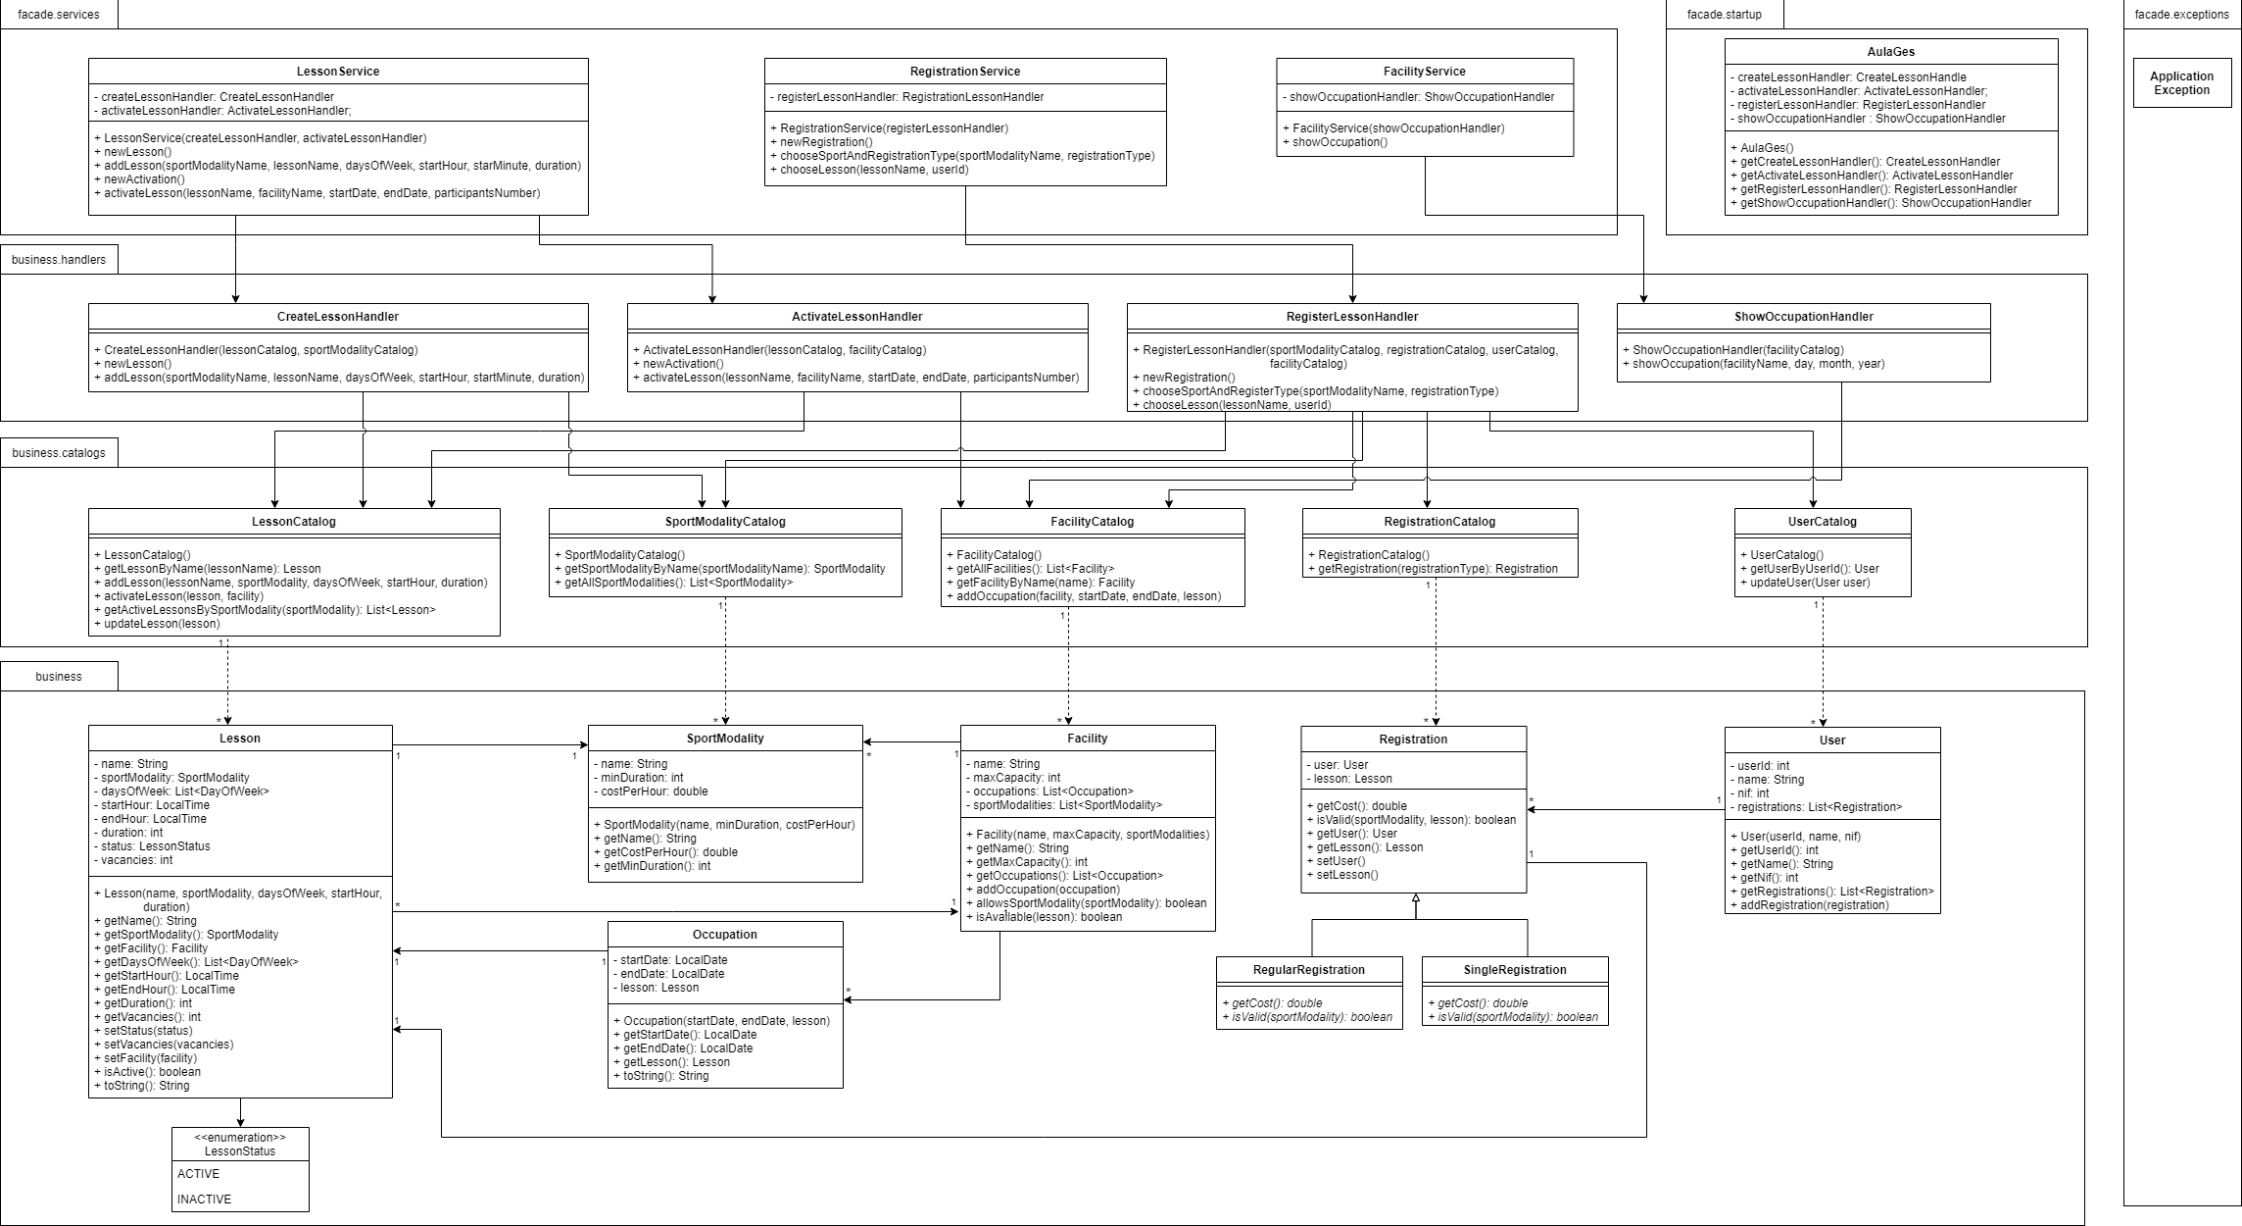 facade.services
facade.startup
facade.exceptions
LessonService
- createLessonHandler: CreateLessonHandler
- activateLessonHandler: ActivateLessonHandler;
+ LessonService(createLessonHandler, activateLessonHandler)
+ newLesson()
+ addLesson(sportModalityName, lessonName, daysOfWeek, startHour, starMinute, duration)
+ newActivation()
+ activateLesson(lessonName, facilityName, startDate, endDate, participantsNumber)
RegistrationService
- registerLessonHandler: RegistrationLessonHandler
+ RegistrationService(registerLessonHandler)
+ newRegistration()
+ chooseSportAndRegistrationType(sportModalityName, registrationType)
+ chooseLesson(lessonName, userId)
FacilityService
- showOccupationHandler: ShowOccupationHandler
+ FacilityService(showOccupationHandler)
+ showOccupation()
AulaGes
- createLessonHandler: CreateLessonHandle
- activateLessonHandler: ActivateLessonHandler;
- registerLessonHandler: RegisterLessonHandler
- showOccupationHandler : ShowOccupationHandler
+ AulaGes()
+ getCreateLessonHandler(): CreateLessonHandler
+ getActivateLessonHandler(): ActivateLessonHandler
+ getRegisterLessonHandler(): RegisterLessonHandler
+ getShowOccupationHandler(): ShowOccupationHandler
Application
Exception
business.handlers
CreateLessonHandler
+ CreateLessonHandler(lessonCatalog, sportModalityCatalog)
+ newLesson()
+ addLesson(sportModalityName, lessonName, daysOfWeek, startHour, startMinute, duration)
ActivateLessonHandler
+ ActivateLessonHandler(lessonCatalog, facilityCatalog)
+ newActivation()
+ activateLesson(lessonName, facilityName, startDate, endDate, participantsNumber)
RegisterLessonHandler
+ RegisterLessonHandler(sportModalityCatalog, registrationCatalog, userCatalog,
facilityCatalog)
+ newRegistration()
+ chooseSportAndRegisterType(sportModalityName, registrationType)
+ chooseLesson(lessonName, userId)
ShowOccupationHandler
+ ShowOccupationHandler(facilityCatalog)
+ showOccupation(facilityName, day, month, year)
business.catalogs
LessonCatalog
+ LessonCatalog()
+ getLessonByName(lessonName): Lesson
+ addLesson(lessonName, sportModality, daysOfWeek, startHour, duration)
+ activateLesson(lesson, facility)
+ getActiveLessonsBySportModality(sportModality): List<Lesson>
+ updateLesson(lesson)
1
*
SportModalityCatalog
+ SportModalityCatalog()
+ getSportModalityByName(sportModalityName): SportModality
+ getAllSportModalities(): List<SportModality>
1
*
FacilityCatalog
+ FacilityCatalog()
+ getAllFacilities(): List<Facility>
+ getFacilityByName(name): Facility
+ addOccupation(facility, startDate, endDate, lesson)
1
*
RegistrationCatalog
+ RegistrationCatalog()
+ getRegistration(registrationType): Registration
1
*
UserCatalog
+ UserCatalog()
+ getUserByUserId(): User
+ updateUser(User user)
1
*
business
Lesson
- name: String
- sportModality: SportModality
- daysOfWeek: List<DayOfWeek>
- startHour: LocalTime
- endHour: LocalTime
- duration: int
- status: LessonStatus
- vacancies: int
+ Lesson(name, sportModality, daysOfWeek, startHour,
duration)
+ getName(): String
+ getSportModality(): SportModality
+ getFacility(): Facility
+ getDaysOfWeek(): List<DayOfWeek>
+ getStartHour(): LocalTime
+ getEndHour(): LocalTime
+ getDuration(): int
+ getVacancies(): int
+ setStatus(status)
+ setVacancies(vacancies)
+ setFacility(facility)
+ isActive(): boolean
+ toString(): String
1
1
*
1
1
1
1
SportModality
- name: String
- minDuration: int
- costPerHour: double
+ SportModality(name, minDuration, costPerHour)
+ getName(): String
+ getCostPerHour(): double
+ getMinDuration(): int
*
1
Facility
- name: String
- maxCapacity: int
- occupations: List<Occupation>
- sportModalities: List<SportModality>
+ Facility(name, maxCapacity, sportModalities)
+ getName(): String
+ getMaxCapacity(): int
+ getOccupations(): List<Occupation>
+ addOccupation(occupation)
+ allowsSportModality(sportModality): boolean
+ isAvailable(lesson): boolean
1
*
Occupation
- startDate: LocalDate
- endDate: LocalDate
- lesson: Lesson
+ Occupation(startDate, endDate, lesson)
+ getStartDate(): LocalDate
+ getEndDate(): LocalDate
+ getLesson(): Lesson
+ toString(): String
Registration
- user: User
- lesson: Lesson
+ getCost(): double
+ isValid(sportModality, lesson): boolean
+ getUser(): User
+ getLesson(): Lesson
+ setUser()
+ setLesson()
*
1
1
User
- userId: int
- name: String
- nif: int
- registrations: List<Registration>
+ User(userId, name, nif)
+ getUserId(): int
+ getName(): String
+ getNif(): int
+ getRegistrations(): List<Registration>
+ addRegistration(registration)
RegularRegistration
+ getCost(): double
+ isValid(sportModality): boolean
SingleRegistration
+ getCost(): double
+ isValid(sportModality): boolean
<<enumeration>>
LessonStatus
ACTIVE
INACTIVE